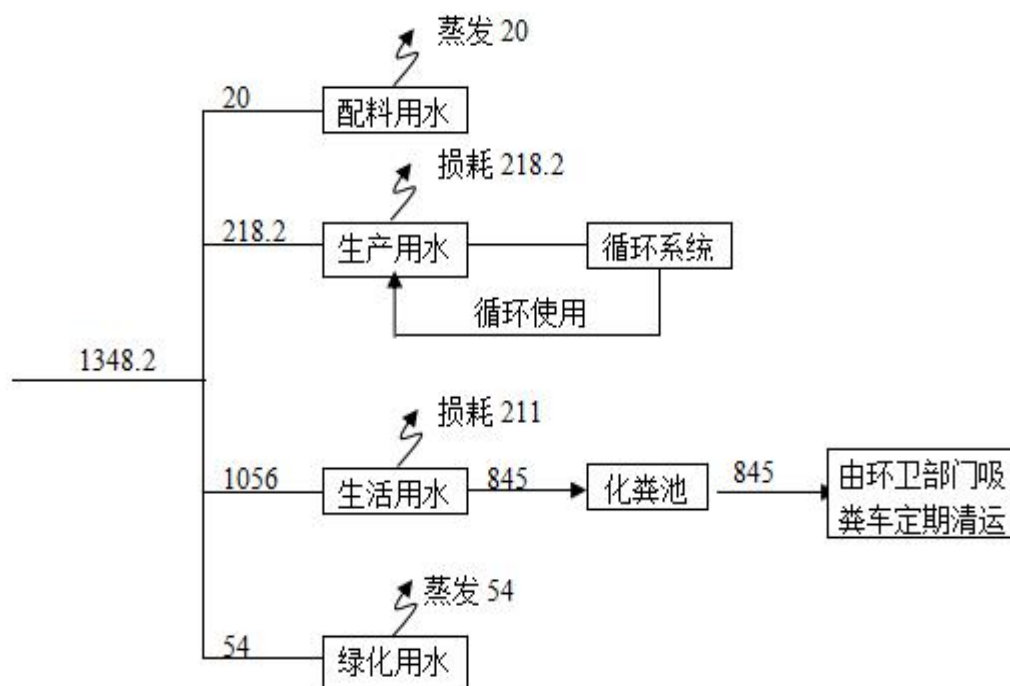 蒸发 20
20
配料用水
损耗 218.2
218.2
生产用水
循环系统
循环使用
1348.2
损耗 211
1056
生活用水
845
化粪池
845
由环卫部门吸
粪车定期清运
蒸发 54
54
绿化用水